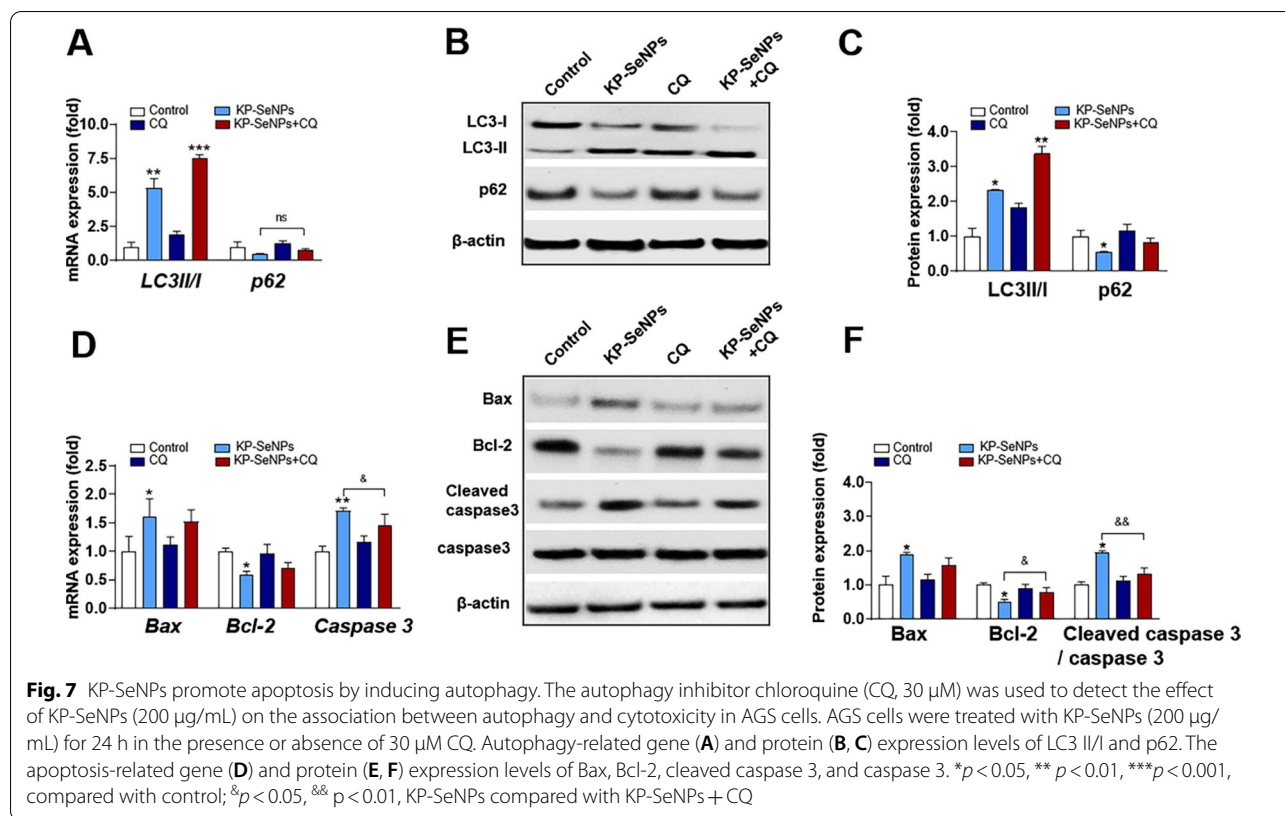 A
Control
KP-SeNPs
CQ
KP-SeNPs+CQ
mRNA expression (fold)
10.0
7.5
5.0
2.5
0.0
**
***
ns
LC3II/I
p62
B
Control
KP-SeNPs
CQ
KP-SeNPs
+CQ
LC3-I
LC3-II
p62
β-actin
C
Control
KP-SeNPs
CQ
KP-SeNPs+CQ
Protein expression (fold)
4.0
3.0
2.0
1.0
0.0
*
**
*
LC3II/I
p62
D
Control
KP-SeNPs
CQ
KP-SeNPs+CQ
mRNA expression (fold)
2.5
2.0
1.5
1.0
0.5
0.0
*
*
**
&
Bax
Bcl-2
Caspase 3
E
Control
KP-SeNPs
CQ
KP-SeNPs
+CQ
Bax
Bcl-2
Cleaved
caspase3
caspase3
β-actin
F
Control
KP-SeNPs
CQ
KP-SeNPs+CQ
Protein expression (fold)
4.0
3.0
2.0
1.0
0.0
*
*
&
*
&&
Bax
Bcl-2
Cleaved caspase 3
/ caspase 3
Fig. 7 KP-SeNPs promote apoptosis by inducing autophagy. The autophagy inhibitor chloroquine (CQ, 30 μM) was used to detect the effect
of KP-SeNPs (200 μg/mL) on the association between autophagy and cytotoxicity in AGS cells. AGS cells were treated with KP-SeNPs (200 μg/
mL) for 24 h in the presence or absence of 30 μM CQ. Autophagy-related gene (A) and protein (B, C) expression levels of LC3 II/I and p62. The
apoptosis-related gene (D) and protein (E, F) expression levels of Bax, Bcl-2, cleaved caspase 3, and caspase 3. *p < 0.05, ** p < 0.01, ***p < 0.001,
compared with control; &p < 0.05, && p < 0.01, KP-SeNPs compared with KP-SeNPs + CQ